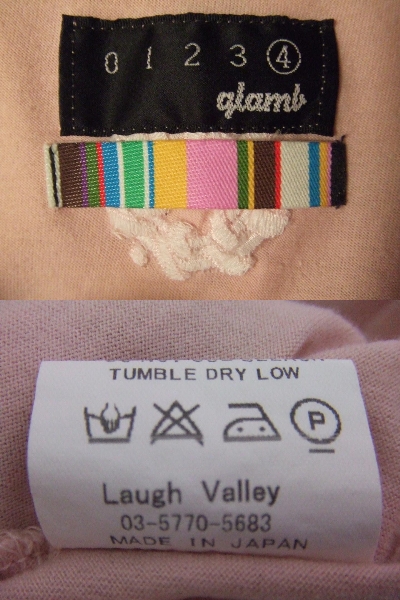 0 1 2 3 4
glamb
TUMBLE DRY LOW
P
Laugh Valley
03-5770-5683
MADE IN JAPAN